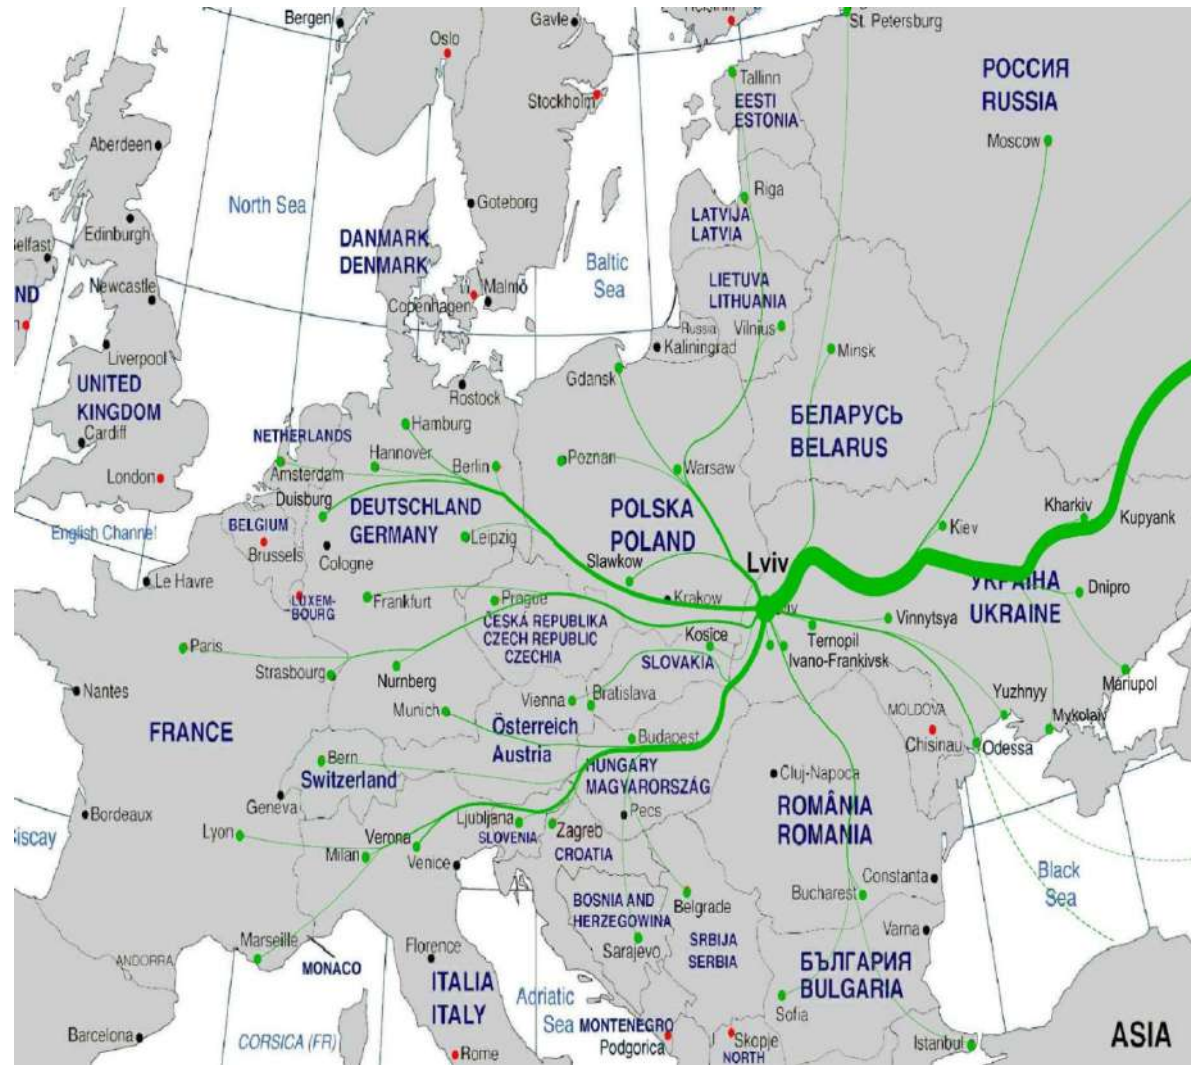 Bergen
Gavle
St. Petersburg
Oslo
Stockholm
Tallinn
EESTI
ESTONIA
РОССИЯ
RUSSIA
Moscow
Aberdeen
North Sea
Goteborg
Riga
LATVIJA
LATVIA
Edinburgh
DANMARK
DENMARK
Baltic
Sea
elfast
ND
Newcastle
Malmö
Copenhagen
LIETUVA
LITHUANIA
Russia
Vilnius
Kaliningrad
Minsk
Liverpool
UNITED
KINGDOM
Cardiff
London
Gdansk
Rostock
Hamburg
NETHERLANDS
Hannover
Amsterdam
Berlin
Poznan
Warsaw
БЕЛАРУСЬ
BELARUS
Duisburg
DEUTSCHLAND
GERMANY
POLSKA
POLAND
Kharkiv
Kupyank
English Channel
BELGIUM
Brussels
Cologne
Leipzig
Kiev
Slawkow
Lviv
Le Havre
LUXEM-
BOURG
Frankfurt
Progue
Krakow
УКРАЇНА
UKRAINE
Dnipro
ČESKÁ REPUBLIKA
CZECH REPUBLIC
CZECHIA
Kosice
SLOVAKIA
Ternopil
Vinnytsya
Ivano-Frankivsk
Paris
Strasbourg
Nurnberg
Nantes
Vienna
Bratislava
Munich
Mariupol
Yuzhnyy
Mykolaiv
MOLDOVA
Chisinau
Odessa
FRANCE
Österreich
Austria
Budapest
Bern
Switzerland
Geneva
HUNGARY
MAGYARORSZÁG
Cluj-Napoca
ROMÂNIA
ROMANIA
Bordeaux
iscay
Lyon
Verona
Milan
Venice
Ljubljana
SLOVENIA
Zagreb
CROATIA
Pecs
Black
Sea
Constanta
Bucharest
BOSNIA AND
HERZEGOWINA
Sarajevo
Belgrade
SRBIJA
SERBIA
Varna
Marseille
MONACO
ANDORRA
Florence
ITALIA
ITALY
Adriatic
Sea
БЪЛГАРИЯ
BULGARIA
Sofia
Barcelona
CORSICA (FR)
Rome
MONTENEGRO
Podgorica
Skopje
NORTH
Istanbul
ASIA